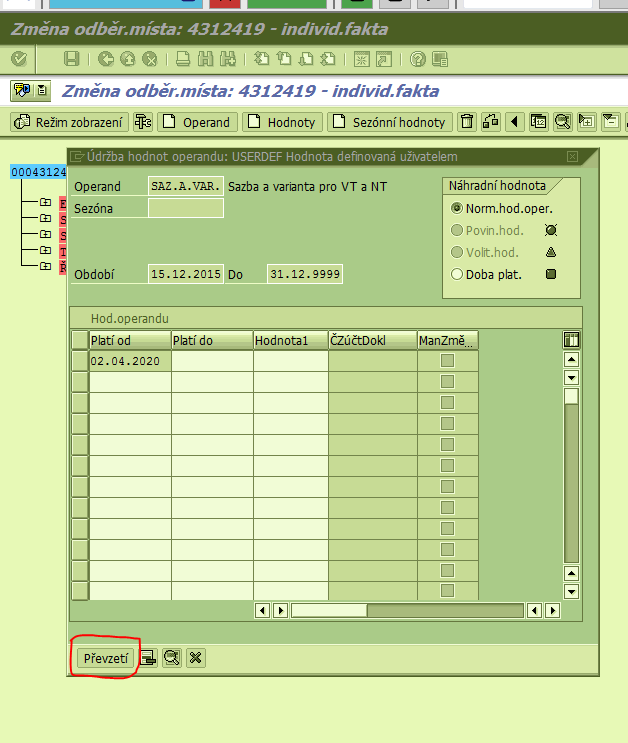 Změna odběr.místa: 4312419 - individ.fakta
Změna odběr.místa: 4312419 - individ.fakta
Režim zobrazení Operand Hodnoty Sezónní hodnoty
Údržba hodnot operandu: USERDEF Hodnota definovaná uživatelem
00043124
E
S
S
T
Ř
Operand SAZ.A.VAR. Sazba a varianta pro VT a NT
Sezóna
Období 15.12.2015 Do 31.12.9999
Náhradní hodnota
Norm.hod.oper.
Povin.hod.
Volit.hod.
Doba plat.
Hod.operandu
Platí od Platí do Hodnota1 ČZúčtDokl ManZmě...
02.04.2020
Převzetí